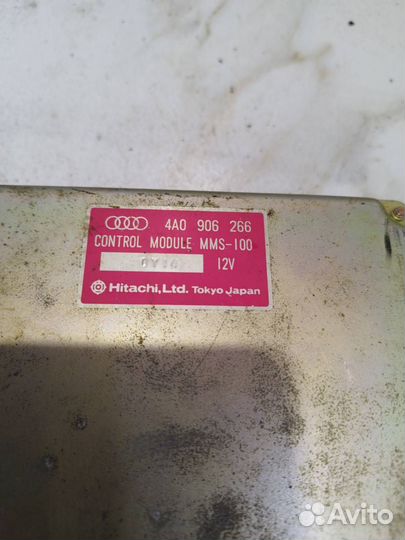 4A0 906 266
CONTROL MODULE MMS-100
12V
Hitachi, Ltd. Tokyo Japan
Avito